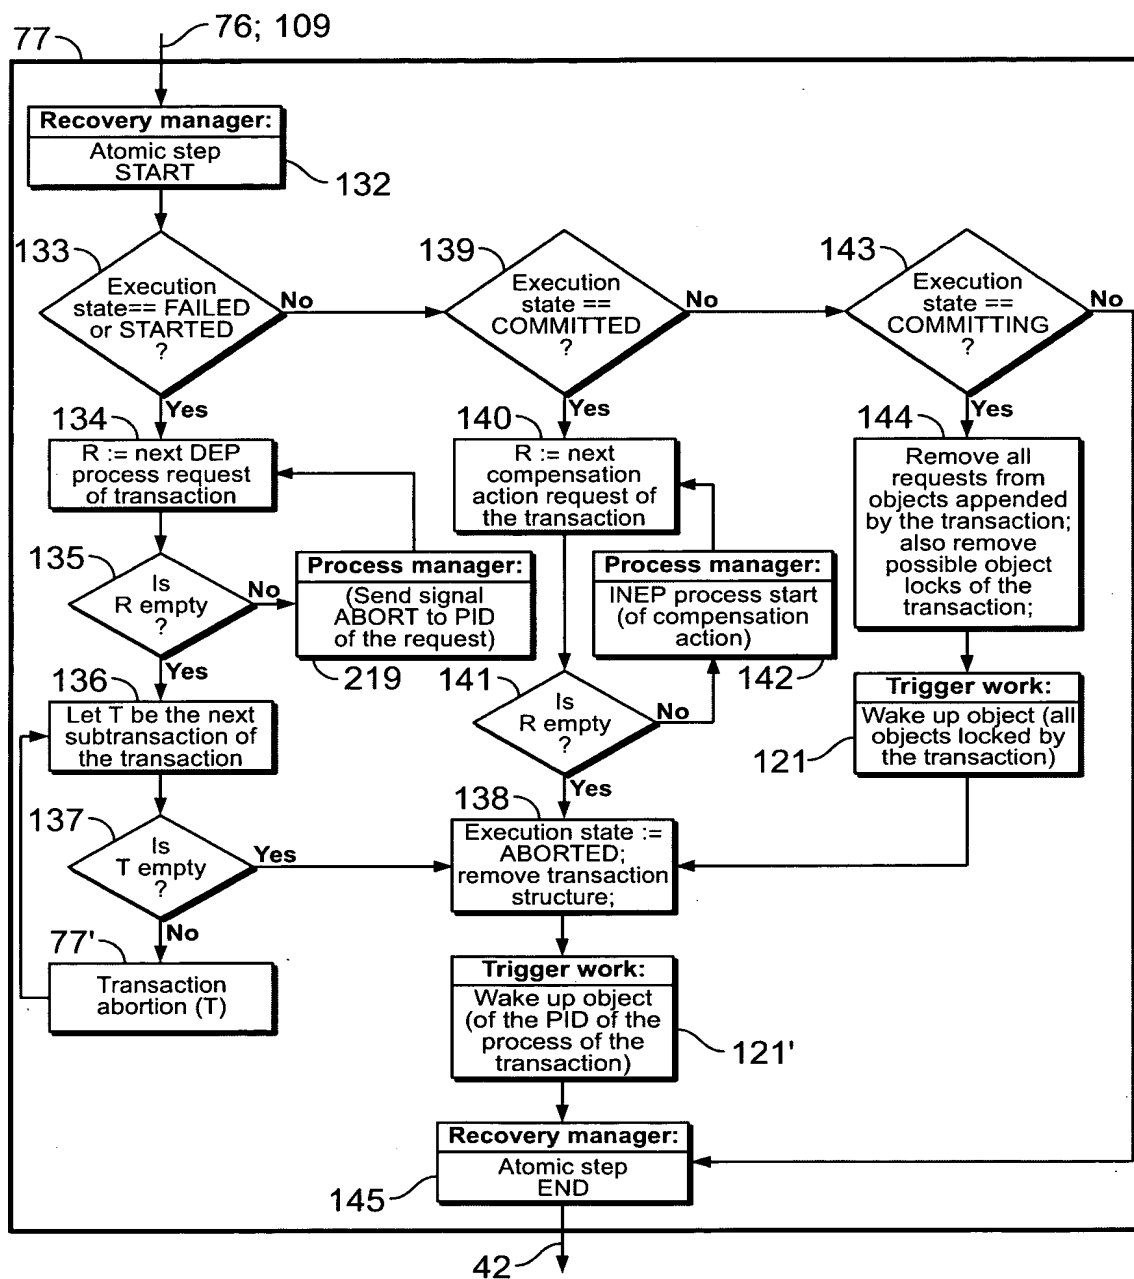 76; 109
77
Recovery manager:
Atomic step
START
132
133
Execution
state== FAILED
or STARTED
?
No
Yes
139
Execution
state ==
COMMITTED
?
No
Yes
143
Execution
state ==
COMMITTING
?
No
Yes
134
R := next DEP
process request
of transaction
135
Is
R empty
?
No
Yes
Process manager:
(Send signal
ABORT to PID
of the request)
219
136
Let T be the next
subtransaction of
the transaction
137
Is
T empty
?
Yes
No
77'
Transaction
abortion (T)
140
R := next
compensation
action request of
the transaction
Process manager:
INEP process start
(of compensation
action)
142
141
Is
R empty
?
No
Yes
144
Remove all
requests from
objects appended
by the transaction;
also remove
possible object
locks of the
transaction;
Trigger work:
Wake up object (all
objects locked by
the transaction)
121
138
Execution state :=
ABORTED;
remove transaction
structure;
Trigger work:
Wake up object
(of the PID of the
process of the
transaction)
121'
Recovery manager:
Atomic step
END
145
42